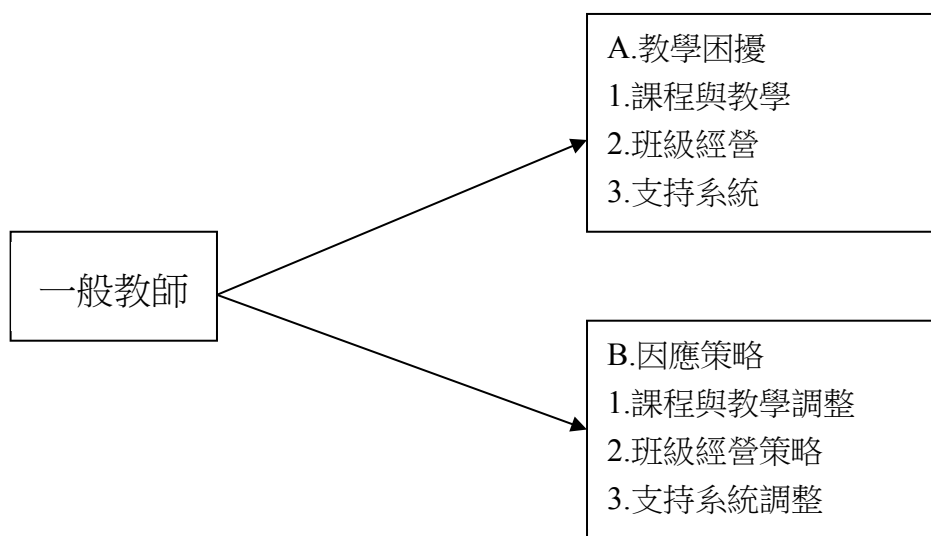 A.教學困擾
1.課程與教學
2.班級經營
3.支持系統
一般教師
B.因應策略
1.課程與教學調整
2.班級經營策略
3.支持系統調整